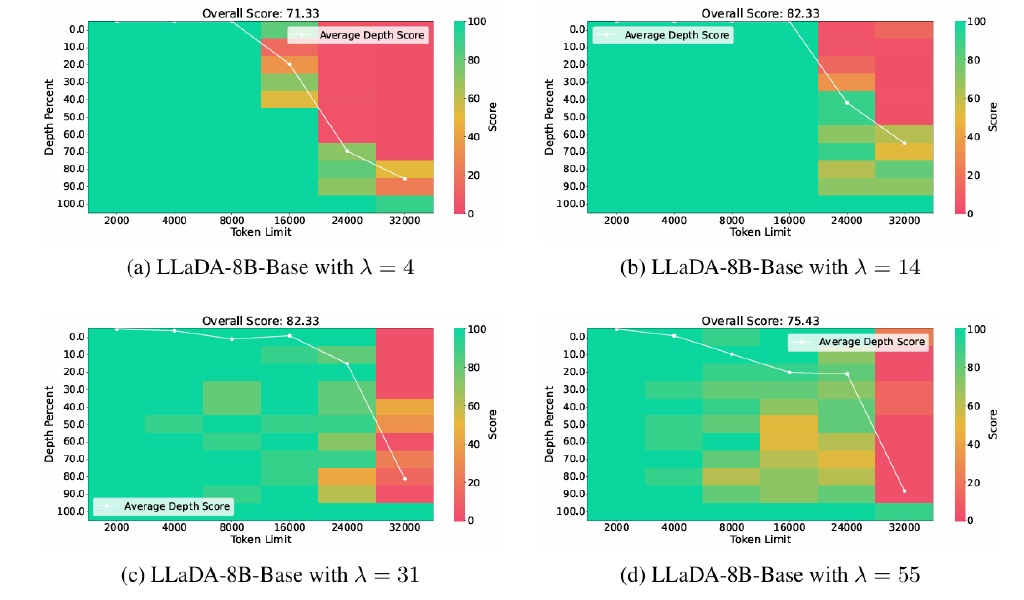 Overall Score: 71.33
Average Depth Score
Depth Percent
0.0
10.0
20.0
30.0
40.0
50.0
60.0
70.0
80.0
90.0
100.0
2000 4000 8000 16000 24000 32000
Token Limit
100
80
60
40
20
0
Score
(a) LLaDA-8B-Base with λ = 4
Overall Score: 82.33
Average Depth Score
Depth Percent
0.0
10.0
20.0
30.0
40.0
50.0
60.0
70.0
80.0
90.0
100.0
2000 4000 8000 16000 24000 32000
Token Limit
100
80
60
40
20
0
Score
(b) LLaDA-8B-Base with λ = 14
Overall Score: 82.33
Depth Percent
0.0
10.0
20.0
30.0
40.0
50.0
60.0
70.0
80.0
90.0
100.0
Average Depth Score
2000 4000 8000 16000 24000 32000
Token Limit
100
80
60
40
20
0
Score
(c) LLaDA-8B-Base with λ = 31
Overall Score: 75.43
Average Depth Score
Depth Percent
0.0
10.0
20.0
30.0
40.0
50.0
60.0
70.0
80.0
90.0
100.0
2000 4000 8000 16000 24000 32000
Token Limit
100
80
60
40
20
0
Score
(d) LLaDA-8B-Base with λ = 55